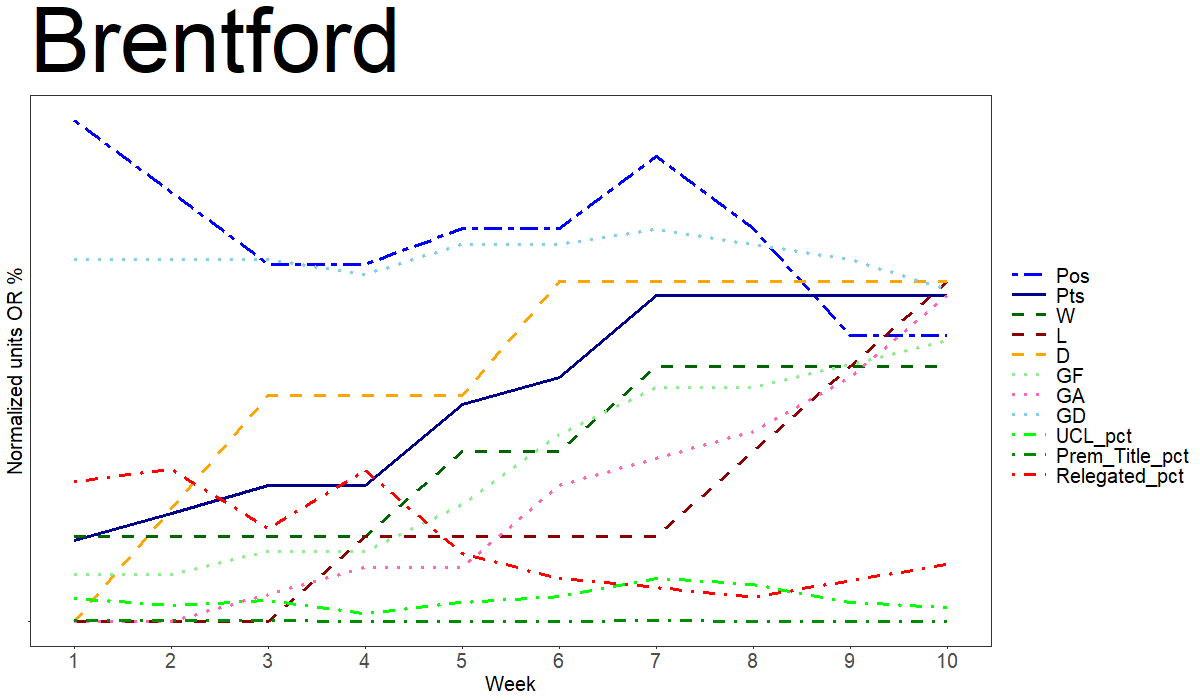 Brentford
Normalized units OR %
Pos
Pts
W
L
D
GF
GA
GD
UCL_pct
Prem_Title_pct
Relegated_pct
1 2 3 4 5 6 7 8 9 10
Week